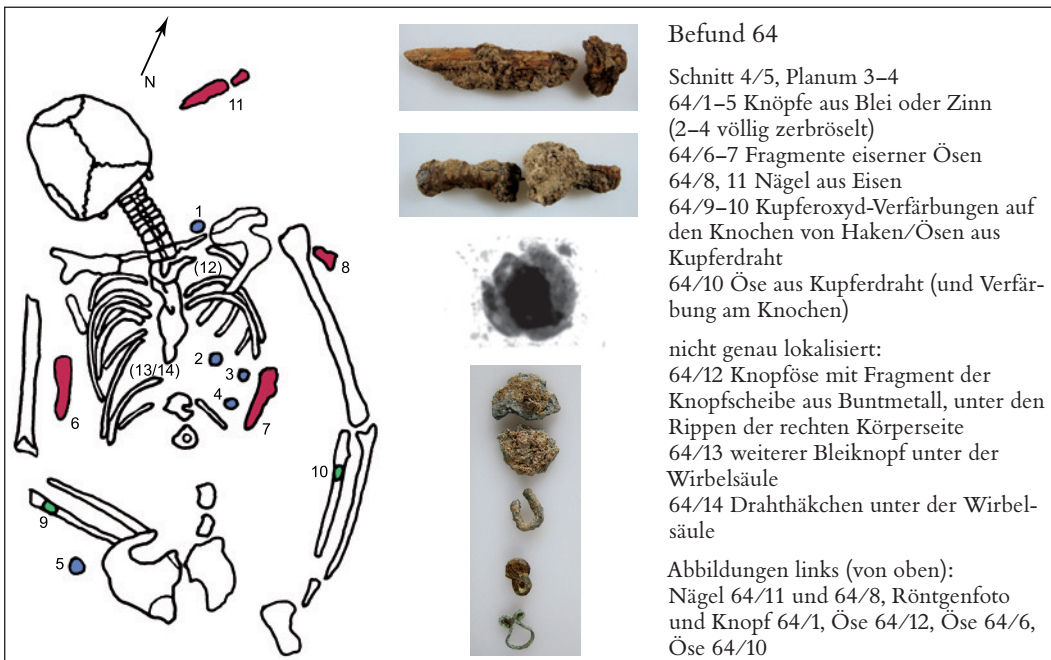 N
11
1
(12)
8
2
3
(13/14)
4
6
7
10
9
5
Befund 64
Schnitt 4/5, Planum 3–4
64/1–5 Knöpfe aus Blei oder Zinn
(2–4 völlig zerbröselt)
64/6–7 Fragmente eiserner Ösen
64/8, 11 Nägel aus Eisen
64/9–10 Kupferoxyd-Verfärbungen auf
den Knochen von Haken/Ösen aus
Kupferdraht
64/10 Öse aus Kupferdraht (und Verfär-
bung am Knochen)
nicht genau lokalisiert:
64/12 Knopföse mit Fragment der
Knopfscheibe aus Buntmetall, unter den
Rippen der rechten Körperseite
64/13 weiterer Bleiknopf unter der
Wirbelsäule
64/14 Drahthäkchen unter der Wirbel-
säule
Abbildungen links (von oben):
Nägel 64/11 und 64/8, Röntgenfoto
und Knopf 64/1, Öse 64/12, Öse 64/6,
Öse 64/10